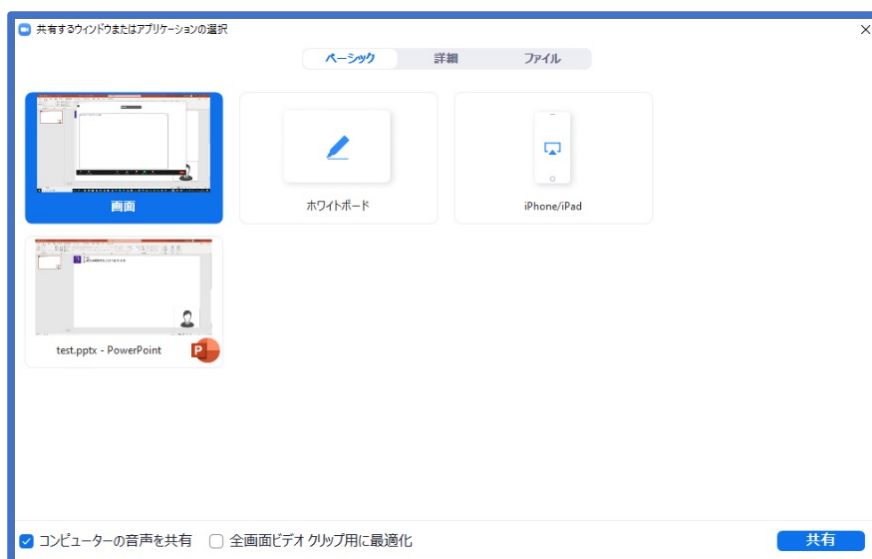 共有するウィンドウまたはアプリケーションの選択
ベーシック
詳細
ファイル
画面
ホワイトボード
iPhone/iPad
test.pptx - PowerPoint
P
コンピューターの音声を共有
全画面ビデオ クリップ用に最適化
共有